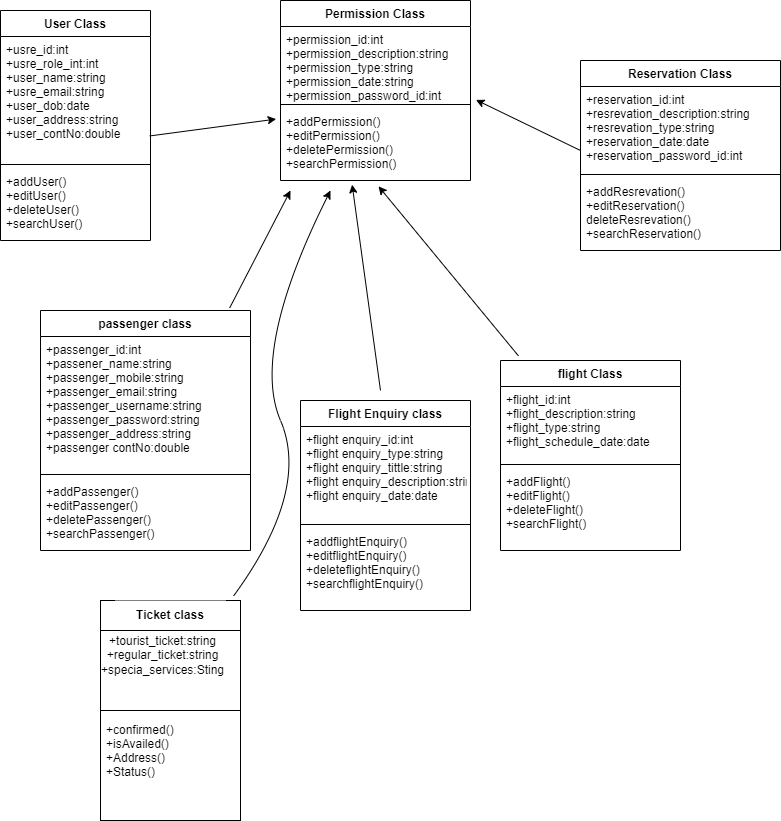 User Class
+usre_id:int
+usre_role_int:int
+user_name:string
+usre_email:string
+user_dob:date
+user_address:string
+user_contNo:double
+addUser()
+editUser()
+deleteUser()
+searchUser()
Permission Class
+permission_id:int
+permission_description:string
+permission_type:string
+permission_date:string
+permission_password_id:int
+addPermission()
+editPermission()
+deletePermission()
+searchPermission()
Reservation Class
+reservation_id:int
+resrevation_description:string
+resrevation_type:string
+reservation_date:date
+reservation_password_id:int
+addResrevation()
+editReservation()
deleteResrevation()
+searchReservation()
passenger class
+passenger_id:int
+passener_name:string
+passenger_mobile:string
+passenger_email:string
+passenger_username:string
+passenger_password:string
+passenger_address:string
+passenger contNo:double
+addPassenger()
+editPassenger()
+deletePassenger()
+searchPassenger()
Flight Enquiry class
+flight enquiry_id:int
+flight enquiry_type:string
+flight enquiry_tittle:string
+flight enquiry_description:strin
+flight enquiry_date:date
+addflightEnquiry()
+editflightEnquiry()
+deleteflightEnquiry()
+searchflightEnquiry()
flight Class
+flight_id:int
+flight_description:string
+flight_type:string
+flight_schedule_date:date
+addFlight()
+editFlight()
+deleteFlight()
+searchFlight()
Ticket class
+tourist_ticket:string
+regular_ticket:string
+specia_services:Sting
+confirmed()
+isAvailed()
+Address()
+Status()